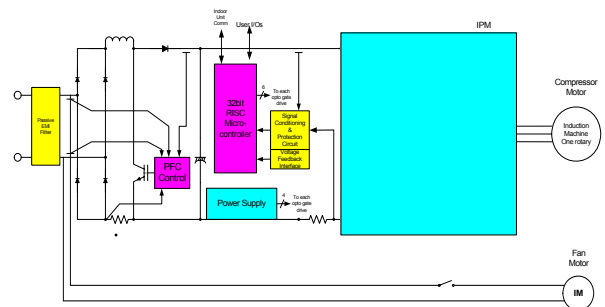 Indoor
Unit
Comm
User I/Os
IPM
Passive
EMI
Filter
32bit
RISC
Micro-
controller
6
To each
opto gate
drive
Signal
Conditioning
&
Protection
Circuit
Voltage
Feedback
Interface
PFC
Control
Power Supply
4
To each
opto gate
drive
Compressor
Motor
Induction
Machine
One rotary
Fan
Motor
IM